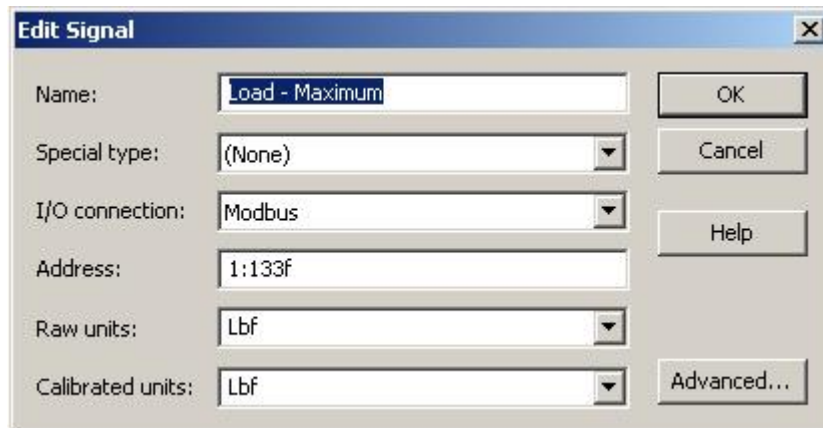 Edit Signal
Name: Load - Maximum OK
Special type: (None) Cancel
I/O connection: Modbus
Help
Address: 1:133f
Raw units: Lbf
Calibrated units: Lbf Advanced...